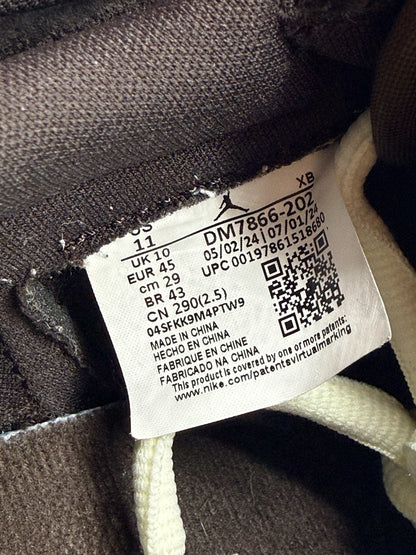 US
11
XB
UK 10
DM7866-202
EUR 45
05/02/24 07/01/24
cm 29
UPC 00197861518680
BR 43
CN 290(2.5)
04SFKK9M4PTW9
MADE IN CHINA
HECHO EN CHINA
FABRIQUE EN CHINE
FABRICADO NA CHINA
This product is covered by one or more patents:
www.nike.com/patentsvirtualmarking